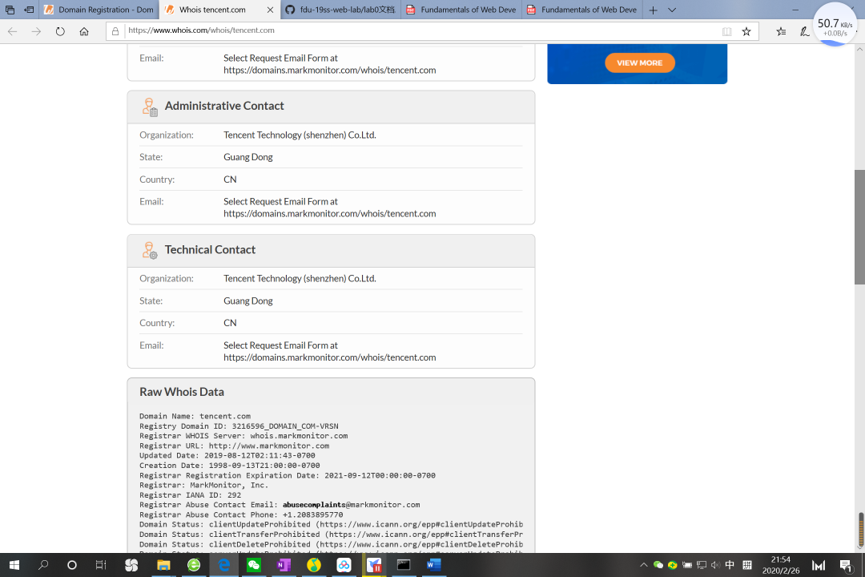 Domain Registration - Dom
Whois tencent.com
fdu-19ss-web-lab/lab0文档.
Fundamentals of Web Deve
Fundamentals of Web Deve
https://www.whois.com/whois/tencent.com
50.7 K/s
+0.0B/s
Email: Select Request Email Form at
https://domains.markmonitor.com/whois/tencent.com
VIEW MORE
Administrative Contact
Organization: Tencent Technology (shenzhen) Co.Ltd.
State: Guang Dong
Country: CN
Email: Select Request Email Form at
https://domains.markmonitor.com/whois/tencent.com
Technical Contact
Organization: Tencent Technology (shenzhen) Co.Ltd.
State: Guang Dong
Country: CN
Email: Select Request Email Form at
https://domains.markmonitor.com/whois/tencent.com
Raw Whois Data
Domain Name: tencent.com
Registry Domain ID: 3216596_DOMAIN_COM-VRSN
Registrar WHOIS Server: whois.markmonitor.com
Registrar URL: http://www.markmonitor.com
Updated Date: 2019-08-12T02:11:43-0700
Creation Date: 1998-09-13T21:00:00-0700
Registrar Registration Expiration Date: 2021-09-12T00:00:00-0700
Registrar: MarkMonitor, Inc.
Registrar IANA ID: 292
Registrar Abuse Contact Email: abusecomplaints@markmonitor.com
Registrar Abuse Contact Phone: +1.2083895770
Domain Status: clientUpdateProhibited (https://www.icann.org/epp#clientUpdateProhib
Domain Status: clientTransferProhibited (https://www.icann.org/epp#clientTransferPr
Domain Status: clientDeleteProhibited (https://www.icann.org/epp#clientDeleteProhib
中
21:54
2020/2/26